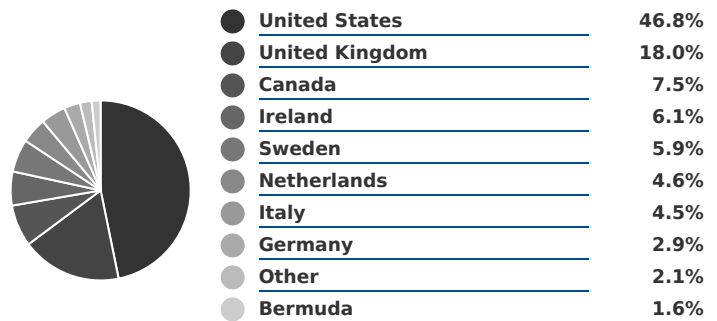 United States 46.8%
United Kingdom 18.0%
Canada 7.5%
Ireland 6.1%
Sweden 5.9%
Netherlands 4.6%
Italy 4.5%
Germany 2.9%
Other 2.1%
Bermuda 1.6%